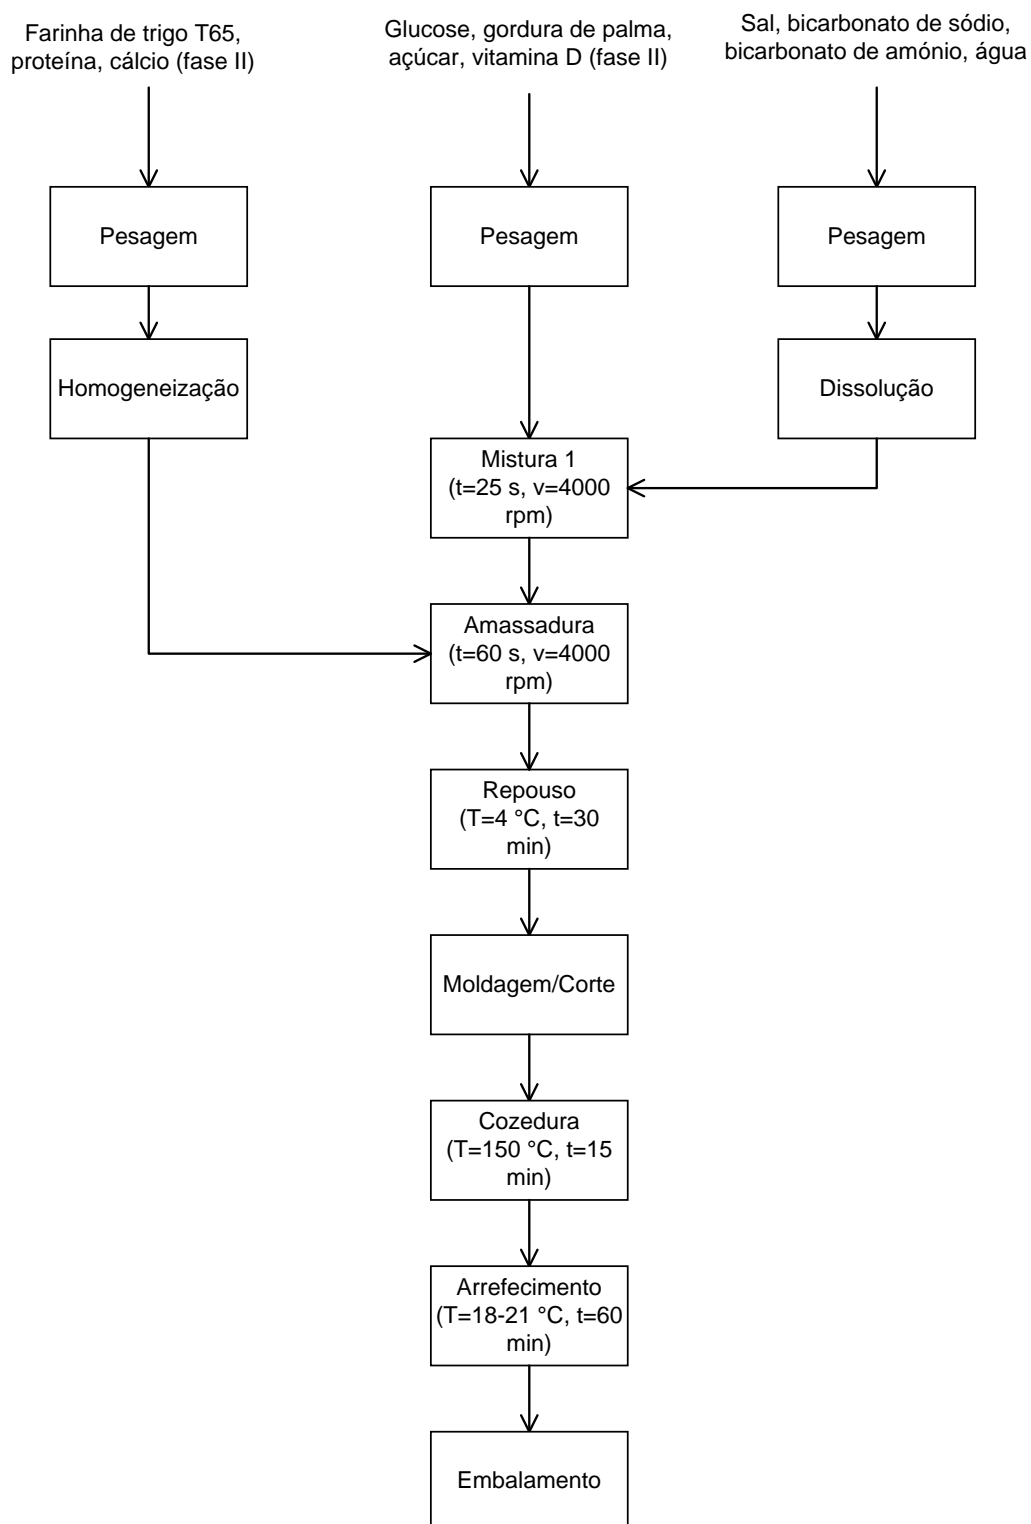 Farinha de trigo T65,
proteína, cálcio (fase II)
Glucose, gordura de palma,
açúcar, vitamina D (fase II)
Sal, bicarbonato de sódio,
bicarbonato de amónio, água
Pesagem
Pesagem
Pesagem
Homogeneização
Dissolução
Mistura 1
(t=25 s, v=4000
rpm)
Amassadura
(t=60 s, v=4000
rpm)
Repouso
(T=4 °C, t=30
min)
Moldagem/Corte
Cozedura
(T=150 °C, t=15
min)
Arrefecimento
(T=18-21 °C, t=60
min)
Embalamento